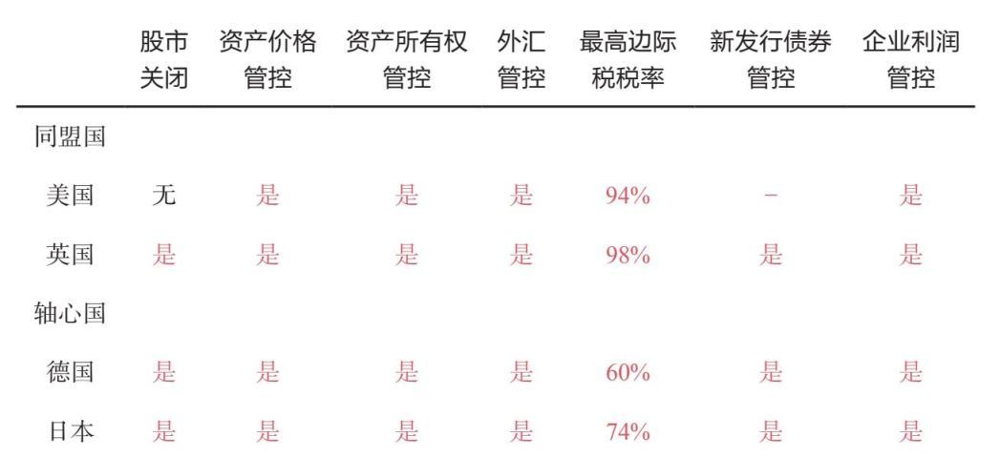 股市 资产价格 资产所有权 外汇 最高边际 新发行债券 企业利润
关闭 管控 管控 管控 税税率 管控 管控
同盟国
美国 无 是 是 是 94% – 是
英国 是 是 是 是 98% 是 是
轴心国
德国 是 是 是 是 60% 是 是
日本 是 是 是 是 74% 是 是